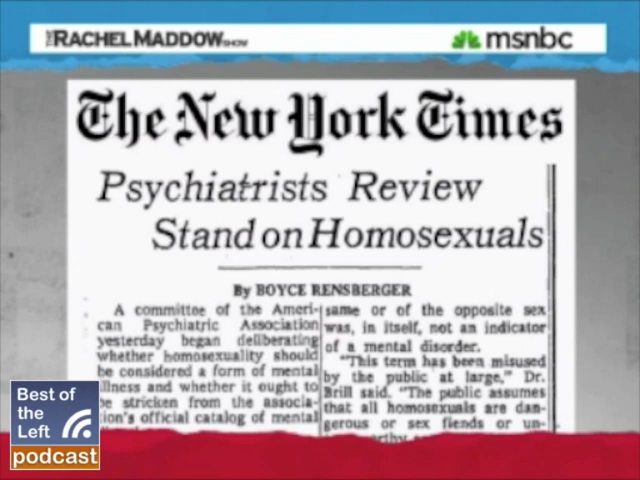 THE RACHEL MADDOW SHOW
msnbc
The New York Times
Psychiatrists Review
Stand on Homosexuals
By BOYCE RENSBERGER
A committee of the Ameri-
can Psychiatric Association
yesterday began deliberating
whether homosexuality should
be considered a form of mental
illness and whether it ought to
be stricken from the associa-
tion's official catalog of mental
same or of the opposite sex
was, in itself, not an indicator
of a mental disorder.
"This term has been misused
by the public at large," Dr.
Brill said. "The public assumes
that all homosexuals are dan-
gerous or sex fiends or un-
Best of
the
Left
podcast